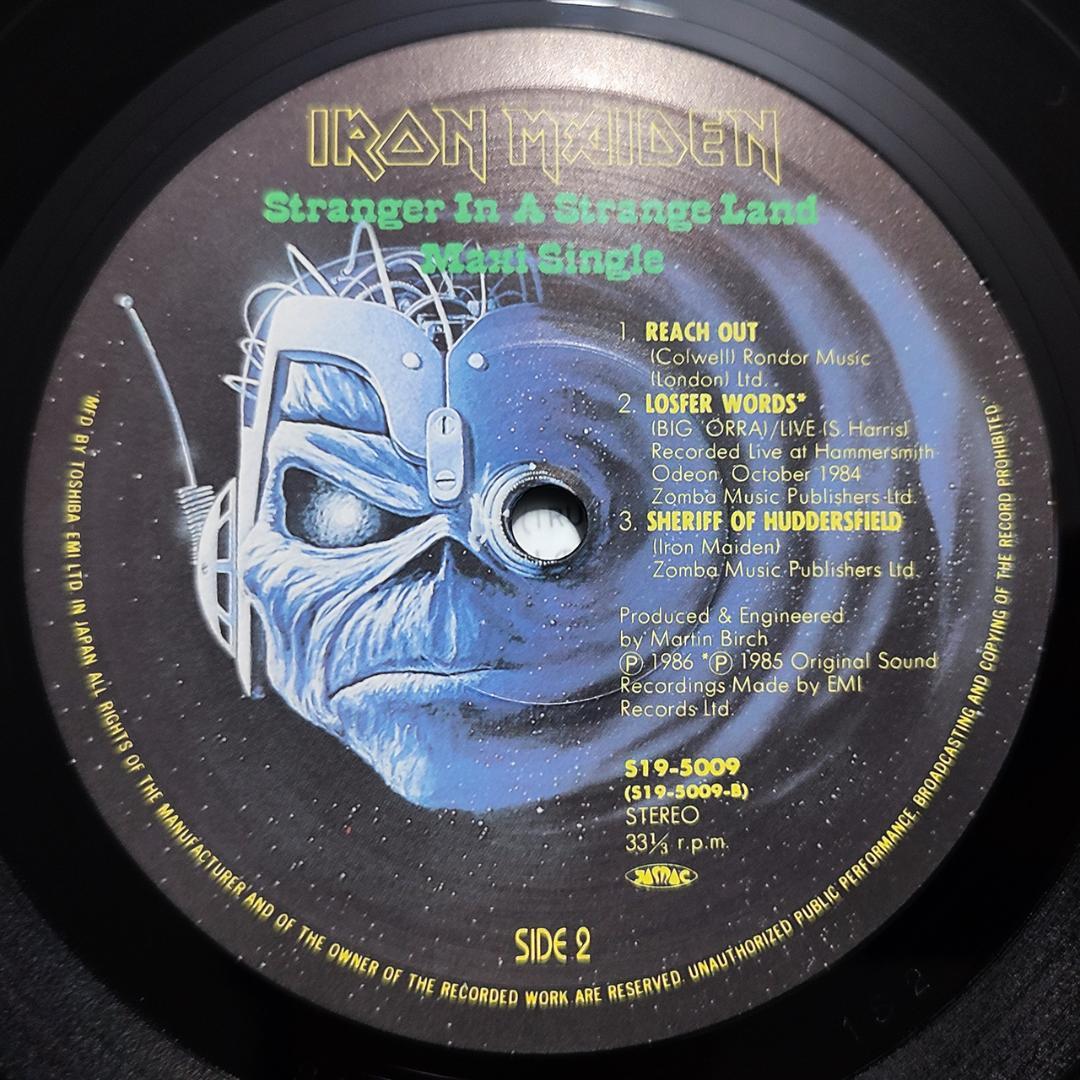 IRON MAIDEN
Stranger In A Strange Land
Maxi Single
1. REACH OUT
(Colwell) Rondor Music
(London) Ltd.
2. LOSFER WORDS*
(BIG 'ORRA) / LIVE (S. Harris)
Recorded Live at Hammersmith
Odeon, October 1984
Zomba Music Publishers Ltd.
3. SHERIFF OF HUDDERSFIELD
(Iron Maiden)
Zomba Music Publishers Ltd.
Produced & Engineered
by Martin Birch
Ⓟ 1986 *Ⓟ 1985 Original Sound
Recordings Made by EMI
Records Ltd.
S19-5009
(S19-5009-B)
STEREO
33⅓ r.p.m.
JASRAC
SIDE 2
"MFD BY TOSHIBA EMI LTD IN JAPAN ALL RIGHTS OF THE MANUFACTURER AND OF THE OWNER OF THE RECORDED WORK ARE RESERVED. UNAUTHORIZED PUBLIC PERFORMANCE, BROADCASTING AND COPYING OF THE RECORD PROHIBITED."